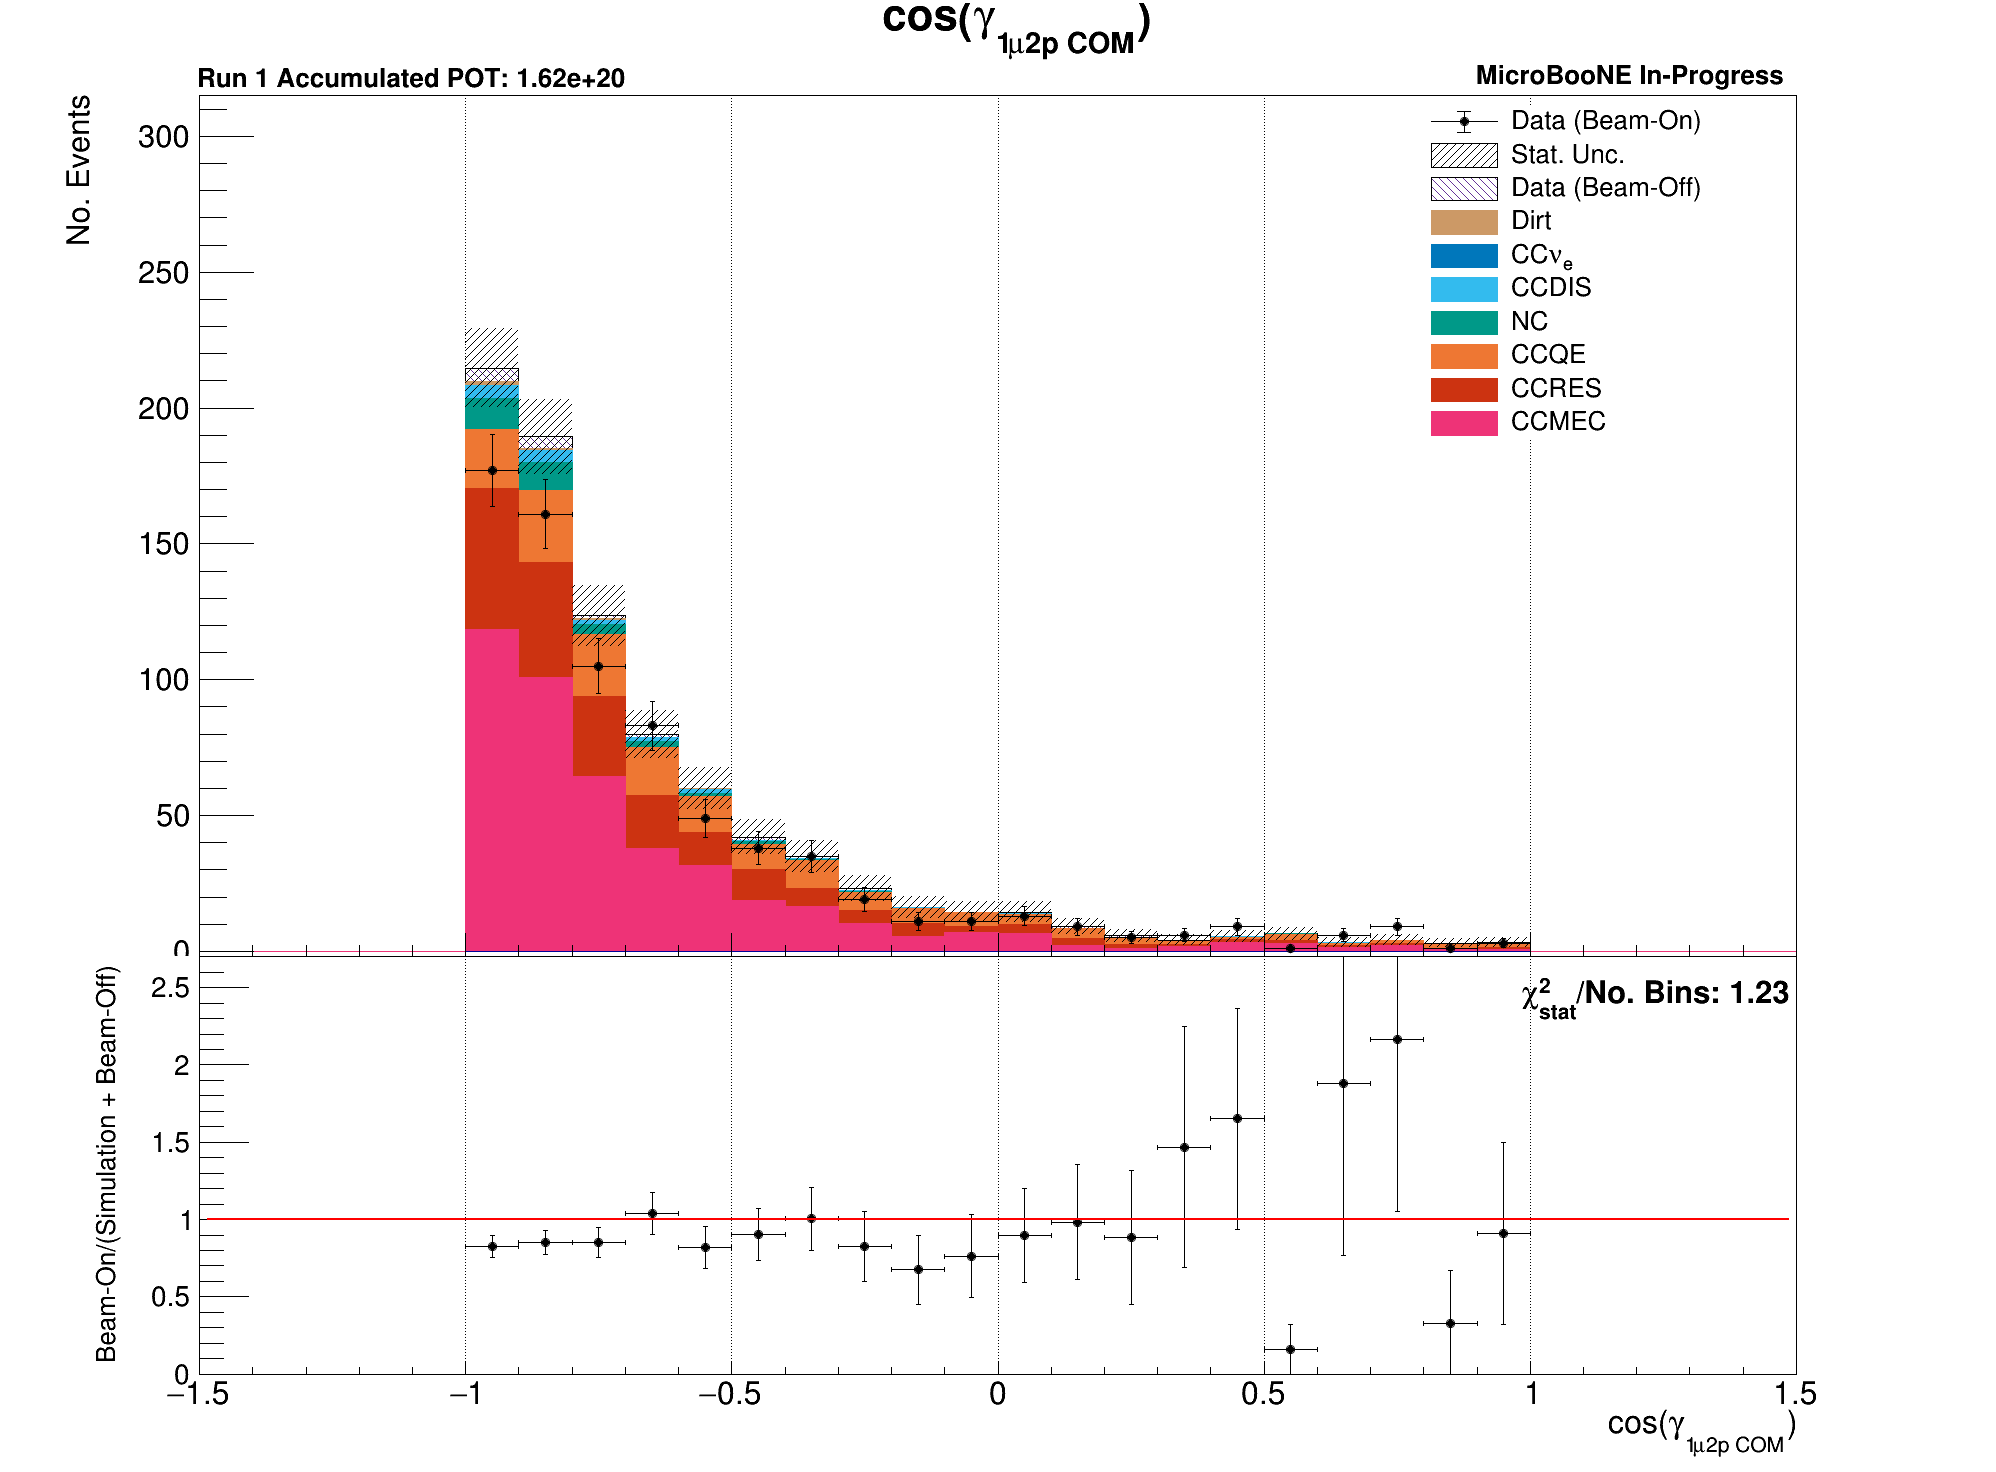 cos(γ1μ2p COM)
Run 1 Accumulated POT: 1.62e+20
MicroBooNE In-Progress
No. Events
300
250
200
150
100
50
0
Data (Beam-On)
Stat. Unc.
Data (Beam-Off)
Dirt
CCνe
CCDIS
NC
CCQE
CCRES
CCMEC
Beam-On/(Simulation + Beam-Off)
2.5
2
1.5
1
0.5
0
χ²stat/No. Bins: 1.23
−1.5 −1 −0.5 0 0.5 1 1.5
cos(γ1μ2p COM)